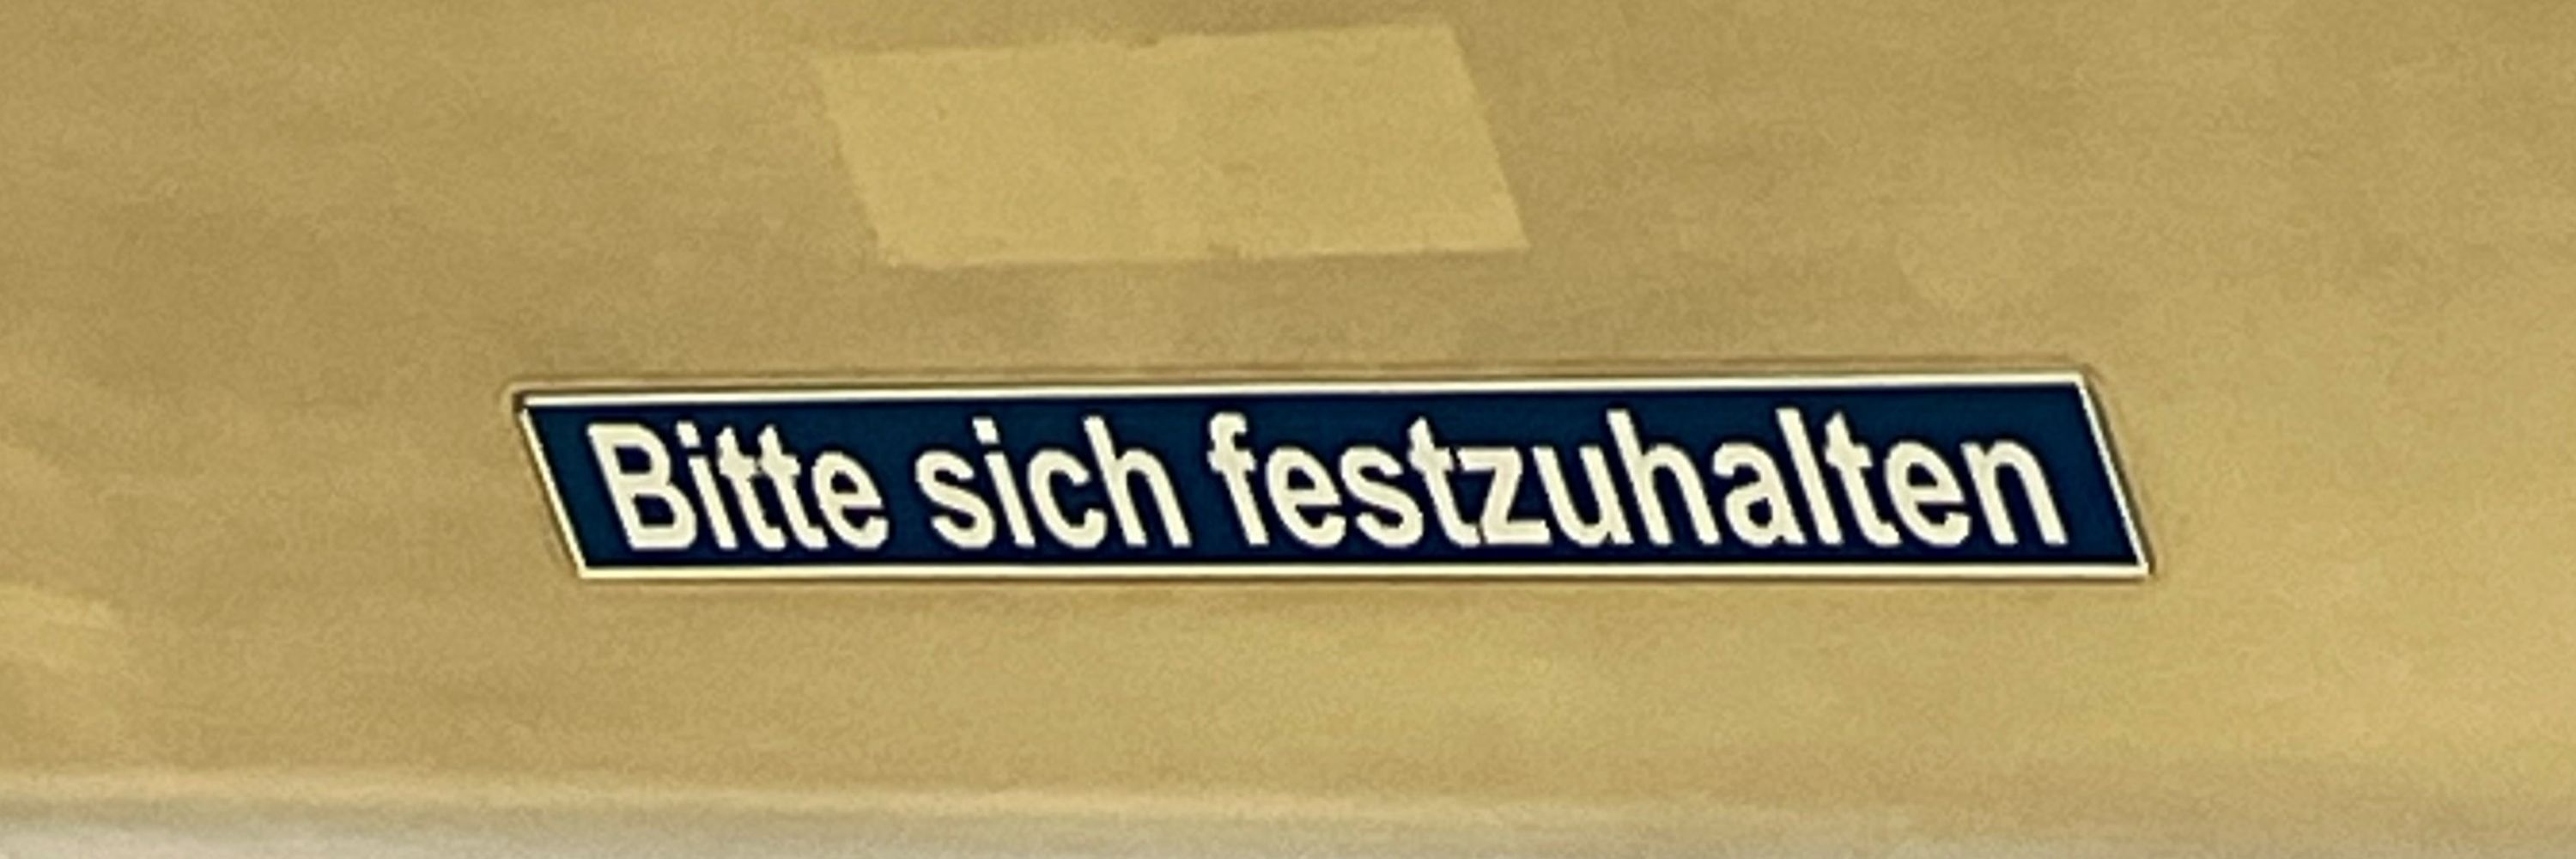 Bitte sich festzuhalten